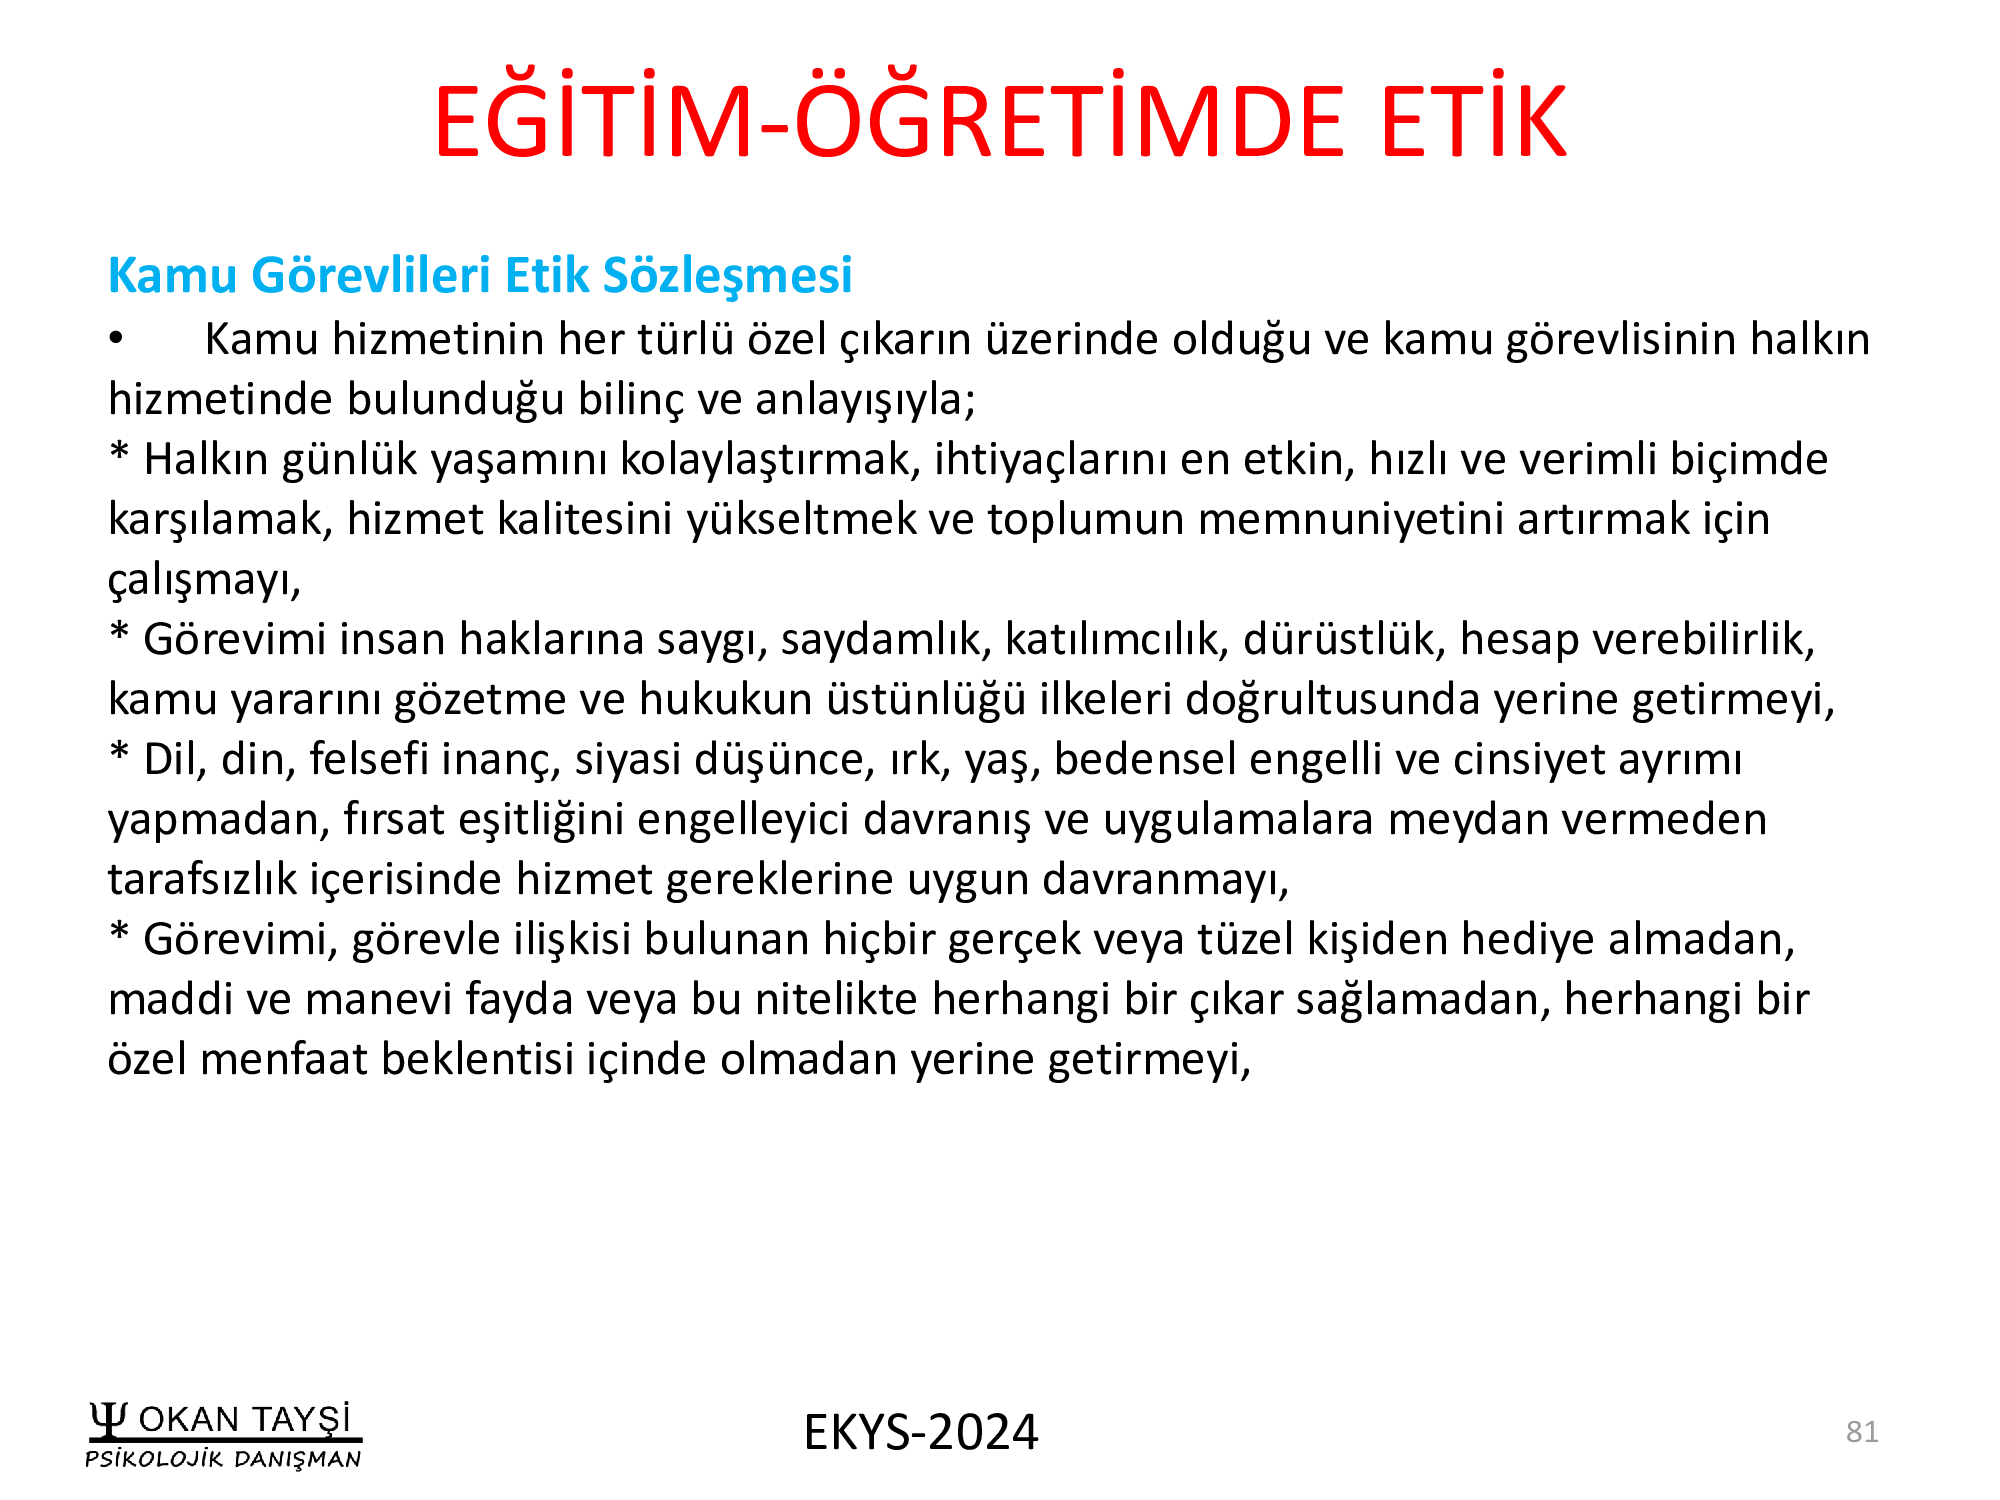 EĞİTİM-ÖĞRETİMDE ETİK
Kamu Görevlileri Etik Sözleşmesi
• Kamu hizmetinin her türlü özel çıkarın üzerinde olduğu ve kamu görevlisinin halkın
hizmetinde bulunduğu bilinç ve anlayışıyla;
* Halkın günlük yaşamını kolaylaştırmak, ihtiyaçlarını en etkin, hızlı ve verimli biçimde
karşılamak, hizmet kalitesini yükseltmek ve toplumun memnuniyetini artırmak için
çalışmayı,
* Görevimi insan haklarına saygı, saydamlık, katılımcılık, dürüstlük, hesap verebilirlik,
kamu yararını gözetme ve hukukun üstünlüğü ilkeleri doğrultusunda yerine getirmeyi,
* Dil, din, felsefi inanç, siyasi düşünce, ırk, yaş, bedensel engelli ve cinsiyet ayrımı
yapmadan, fırsat eşitliğini engelleyici davranış ve uygulamalara meydan vermeden
tarafsızlık içerisinde hizmet gereklerine uygun davranmayı,
* Görevimi, görevle ilişkisi bulunan hiçbir gerçek veya tüzel kişiden hediye almadan,
maddi ve manevi fayda veya bu nitelikte herhangi bir çıkar sağlamadan, herhangi bir
özel menfaat beklentisi içinde olmadan yerine getirmeyi,
Ψ OKAN TAYŞİ
PSİKOLOJİK DANIŞMAN
EKYS-2024
81